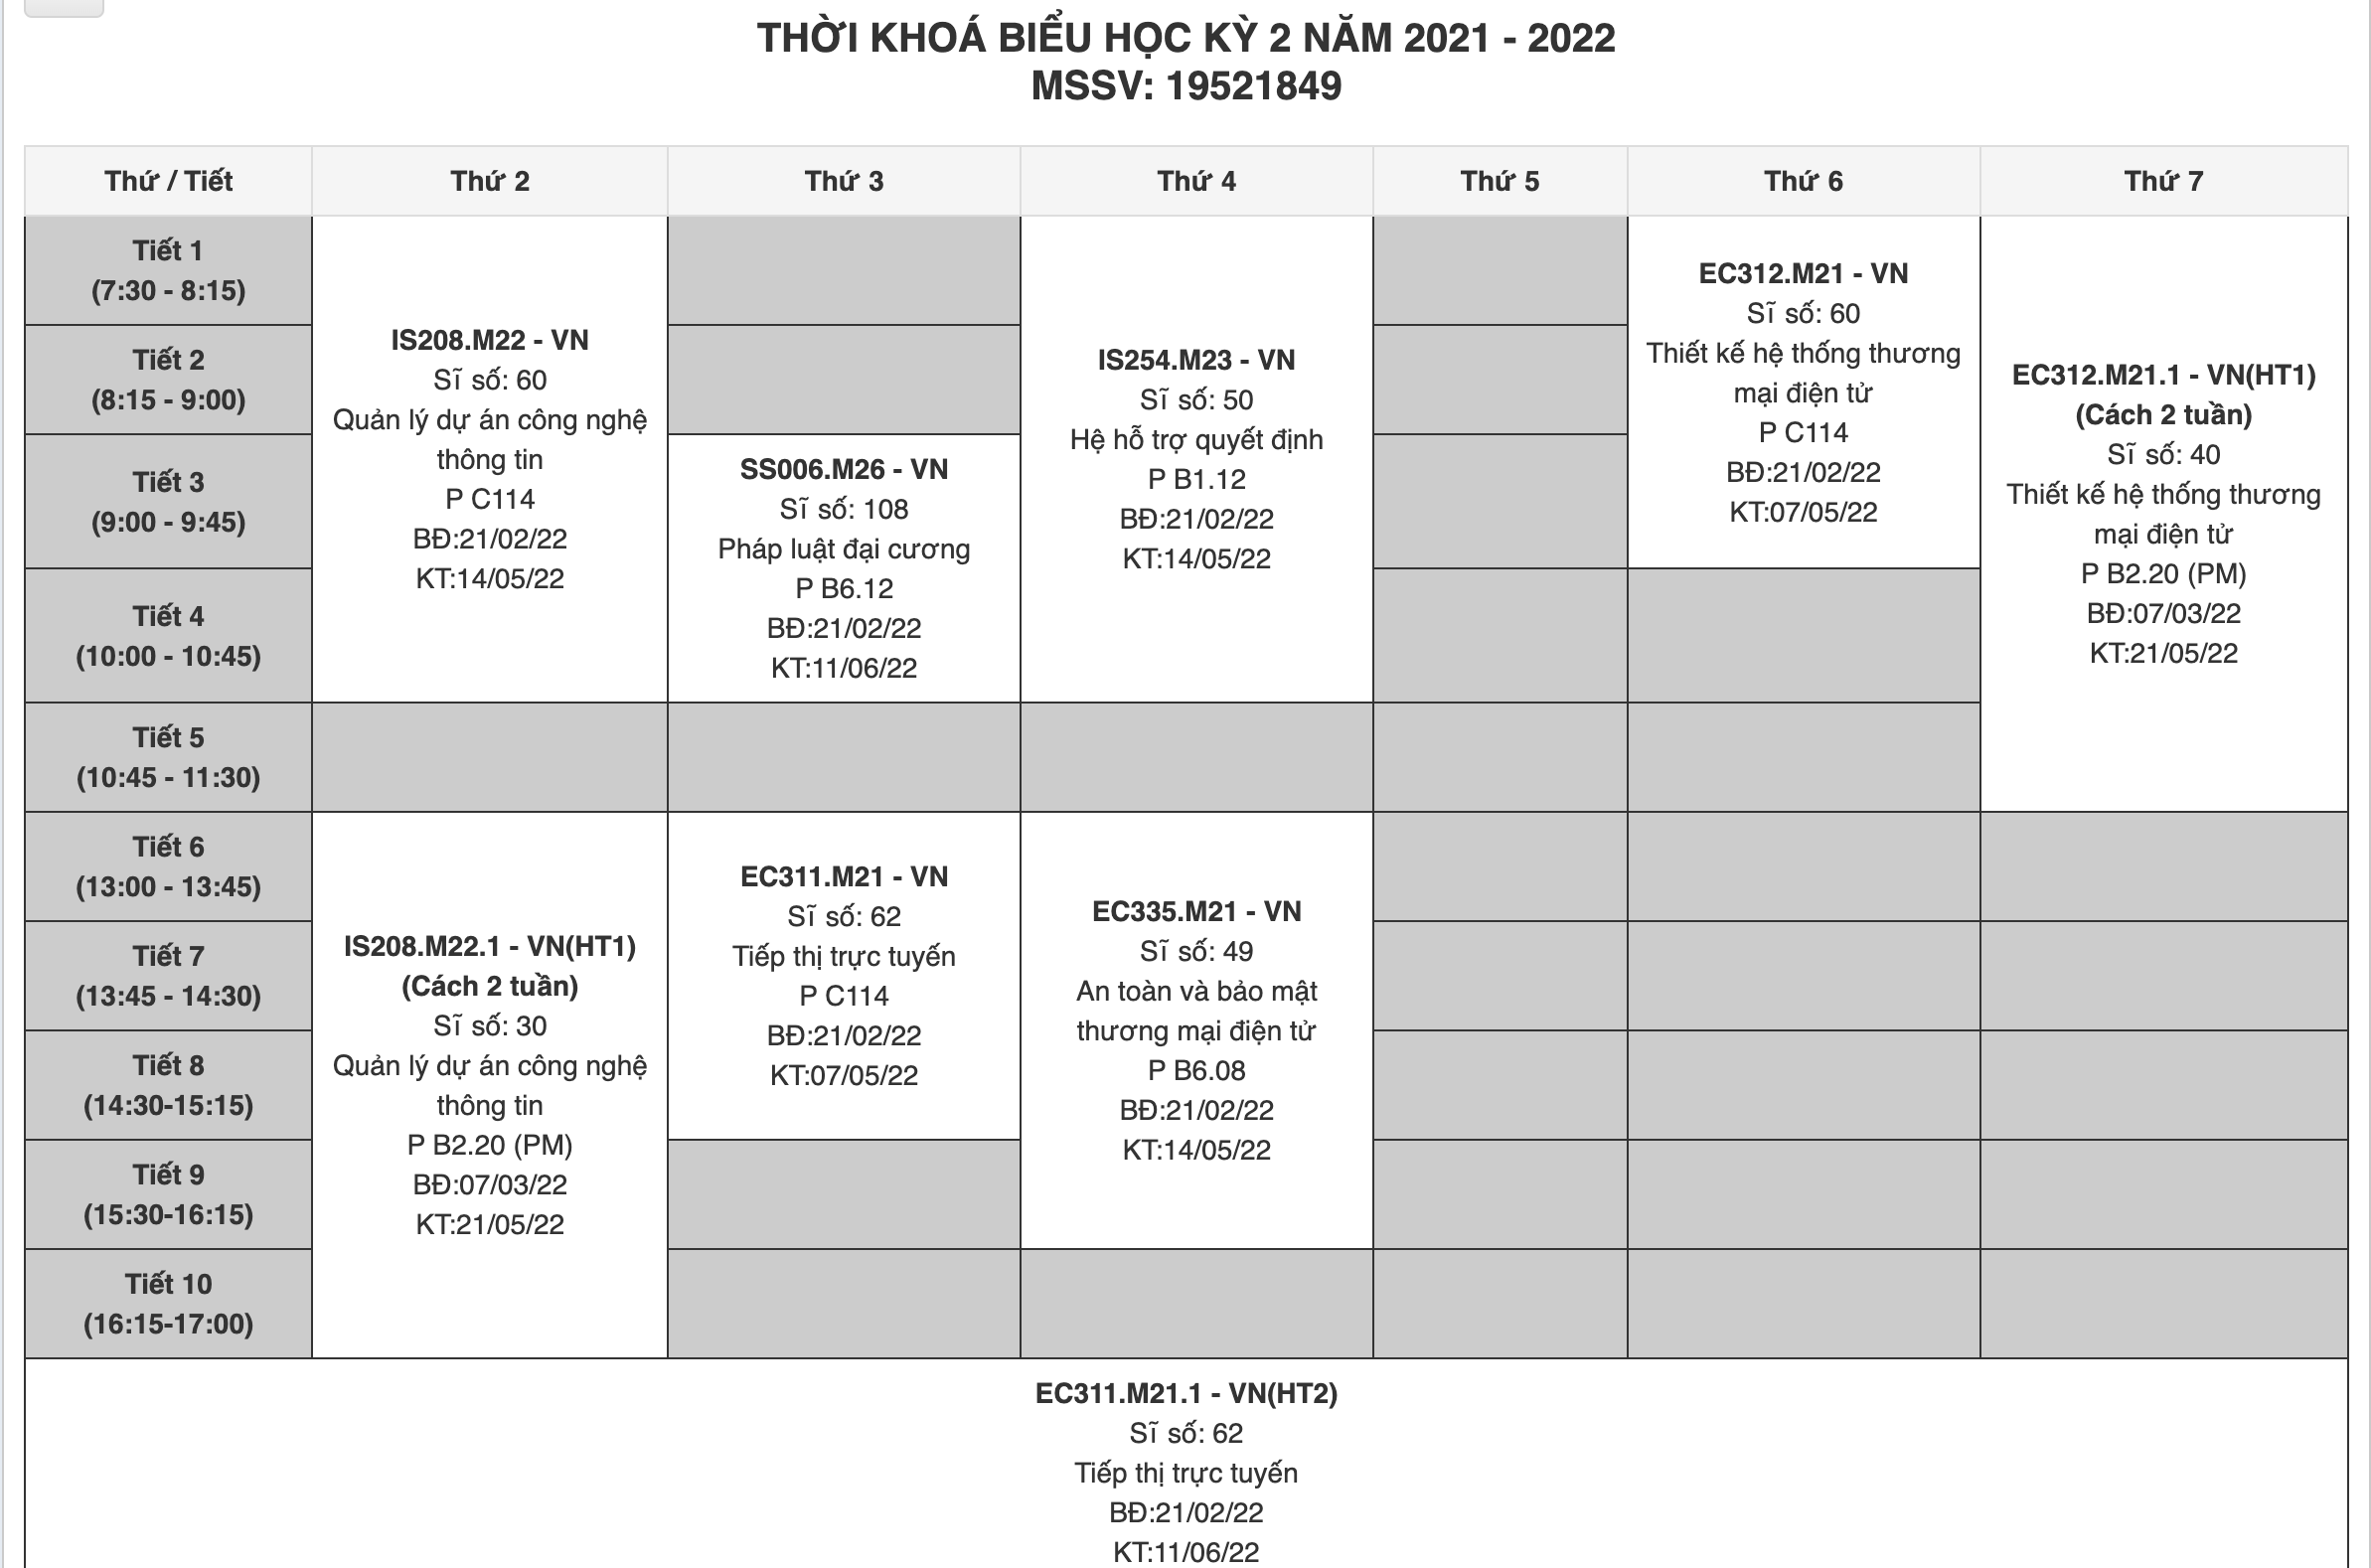 THỜI KHOÁ BIỂU HỌC KỲ 2 NĂM 2021 - 2022
MSSV: 19521849
Thứ / Tiết
Thứ 2
Thứ 3
Thứ 4
Thứ 5
Thứ 6
Thứ 7
Tiết 1
(7:30 - 8:15)
IS208.M22 - VN
Sĩ số: 60
Quản lý dự án công nghệ
thông tin
P C114
BĐ:21/02/22
KT:14/05/22
IS254.M23 - VN
Sĩ số: 50
Hệ hỗ trợ quyết định
P B1.12
BĐ:21/02/22
KT:14/05/22
EC312.M21 - VN
Sĩ số: 60
Thiết kế hệ thống thương
mại điện tử
P C114
BĐ:21/02/22
KT:07/05/22
EC312.M21.1 - VN(HT1)
(Cách 2 tuần)
Sĩ số: 40
Thiết kế hệ thống thương
mại điện tử
P B2.20 (PM)
BĐ:07/03/22
KT:21/05/22
Tiết 2
(8:15 - 9:00)
Tiết 3
(9:00 - 9:45)
SS006.M26 - VN
Sĩ số: 108
Pháp luật đại cương
P B6.12
BĐ:21/02/22
KT:11/06/22
Tiết 4
(10:00 - 10:45)
Tiết 5
(10:45 - 11:30)
Tiết 6
(13:00 - 13:45)
IS208.M22.1 - VN(HT1)
(Cách 2 tuần)
Sĩ số: 30
Quản lý dự án công nghệ
thông tin
P B2.20 (PM)
BĐ:07/03/22
KT:21/05/22
EC311.M21 - VN
Sĩ số: 62
Tiếp thị trực tuyến
P C114
BĐ:21/02/22
KT:07/05/22
EC335.M21 - VN
Sĩ số: 49
An toàn và bảo mật
thương mại điện tử
P B6.08
BĐ:21/02/22
KT:14/05/22
Tiết 7
(13:45 - 14:30)
Tiết 8
(14:30-15:15)
Tiết 9
(15:30-16:15)
Tiết 10
(16:15-17:00)
EC311.M21.1 - VN(HT2)
Sĩ số: 62
Tiếp thị trực tuyến
BĐ:21/02/22
KT:11/06/22